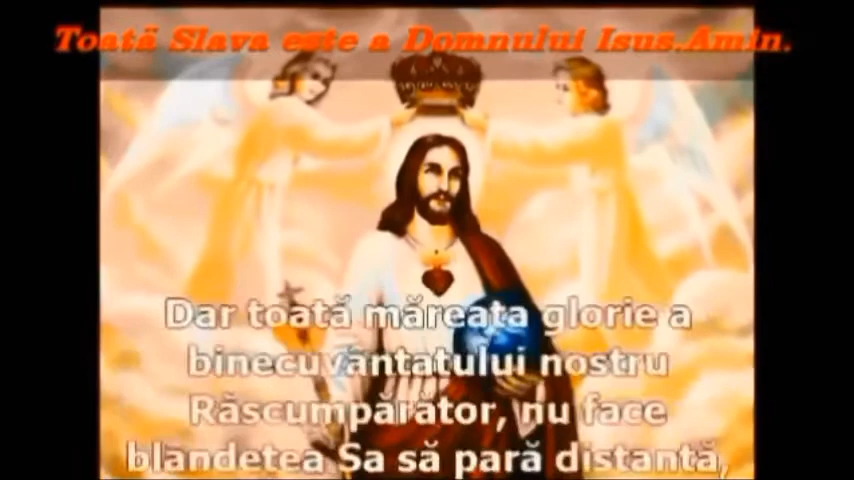 Toată Slava este a Domnului Isus.Amin.
Dar toată măreața glorie a
binecuvântatului nostru
Răscumpărător, nu face
blândețea Sa să pară distantă,